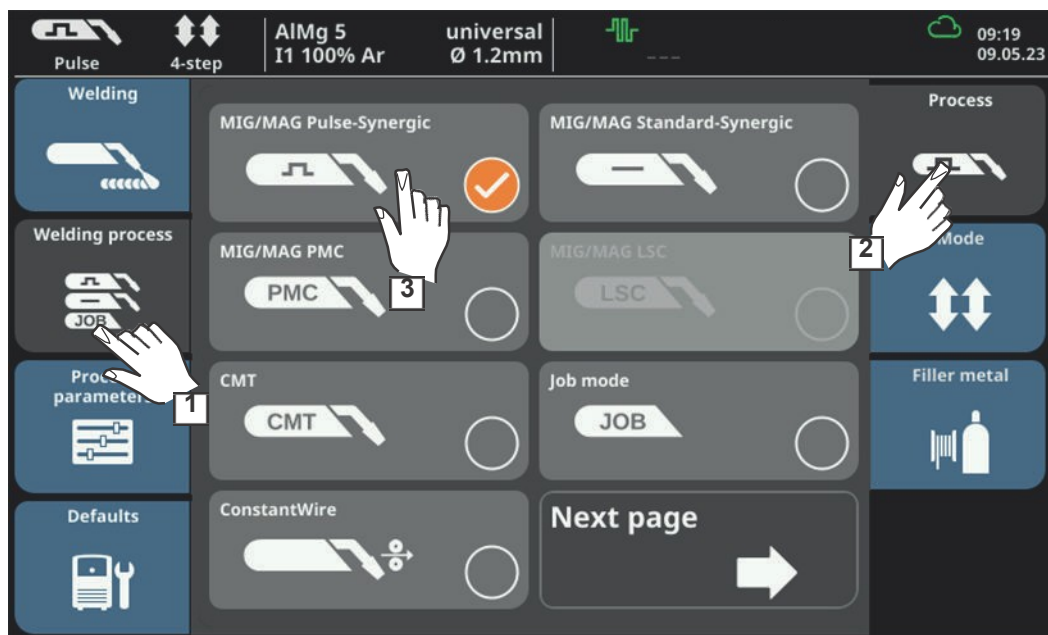 Pulse
4-step
AlMg 5
I1 100% Ar
universal
Ø 1.2mm
---
09:19
09.05.23
Welding
Welding process
JOB
1
Defaults
MIG/MAG Pulse-Synergic
3
MIG/MAG Standard-Synergic
MIG/MAG PMC
PMC
MIG/MAG LSC
LSC
CMT
CMT
Job mode
JOB
ConstantWire
Next page
Process
2
Mode
Filler metal